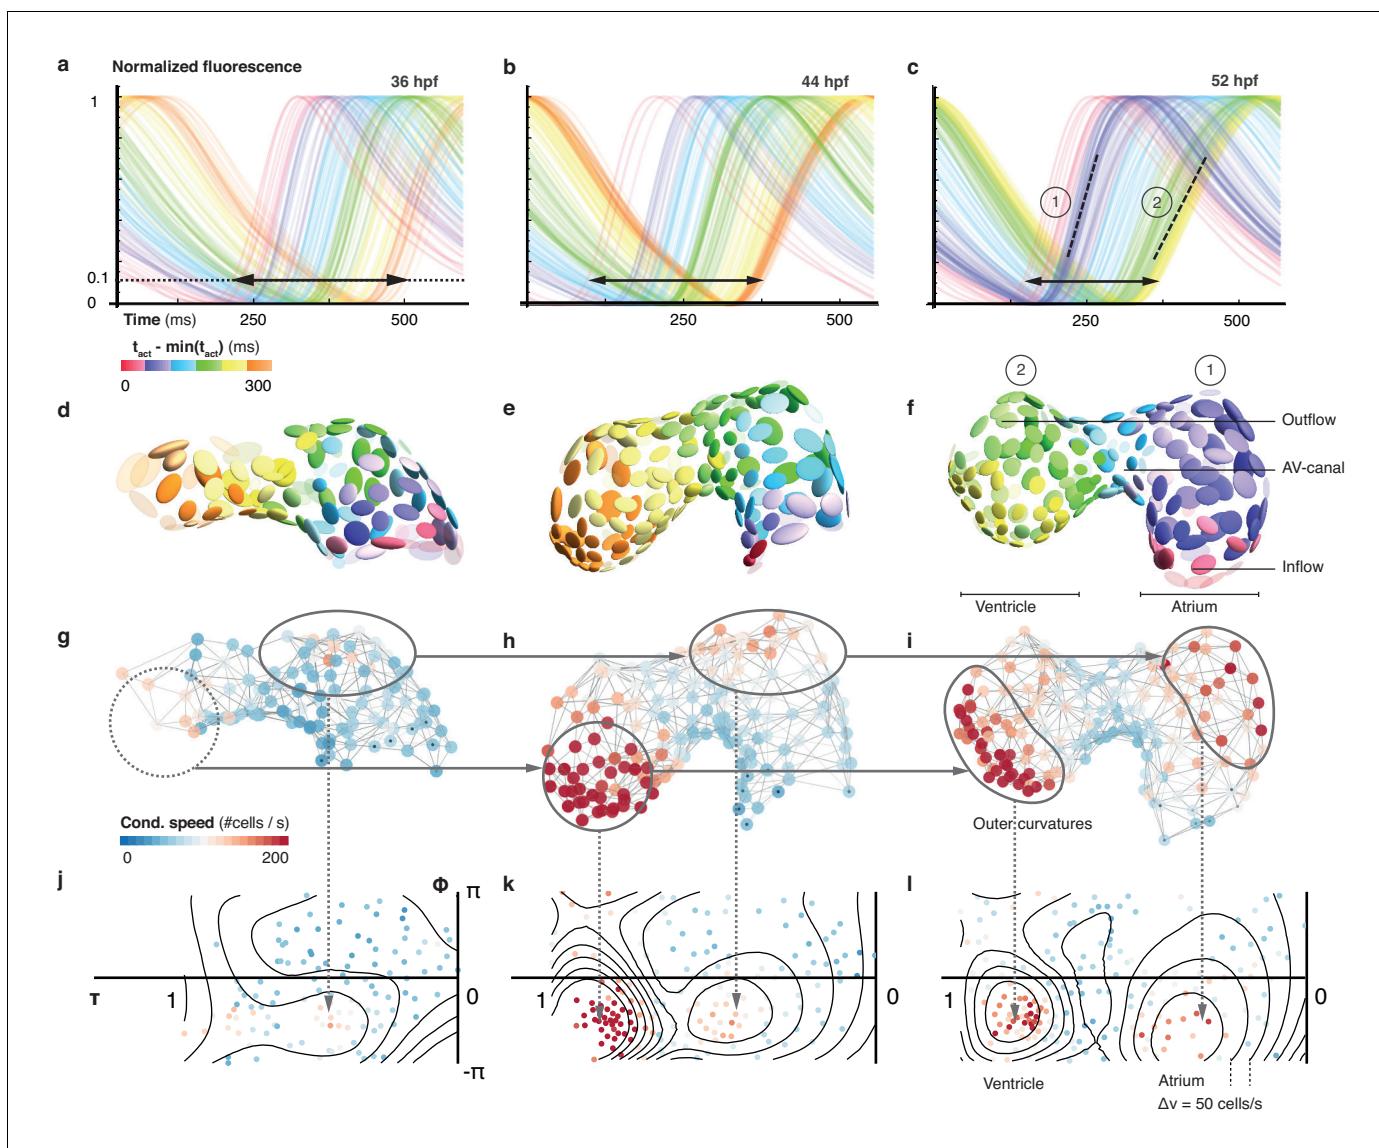 a
Normalized fluorescence
36 hpf
b
44 hpf
c
52 hpf
1
0.1
0
1
2
Time (ms)
250
500
250
500
250
500
t_act - min(t_act) (ms)
0
300
d
e
f
2
1
Outflow
AV-canal
Inflow
Ventricle
Atrium
g
h
i
Cond. speed (#cells / s)
0
200
Outer curvatures
j
Φ
π
k
l
τ
1
0
1
0
1
0
-π
Ventricle
Atrium
Δv = 50 cells/s